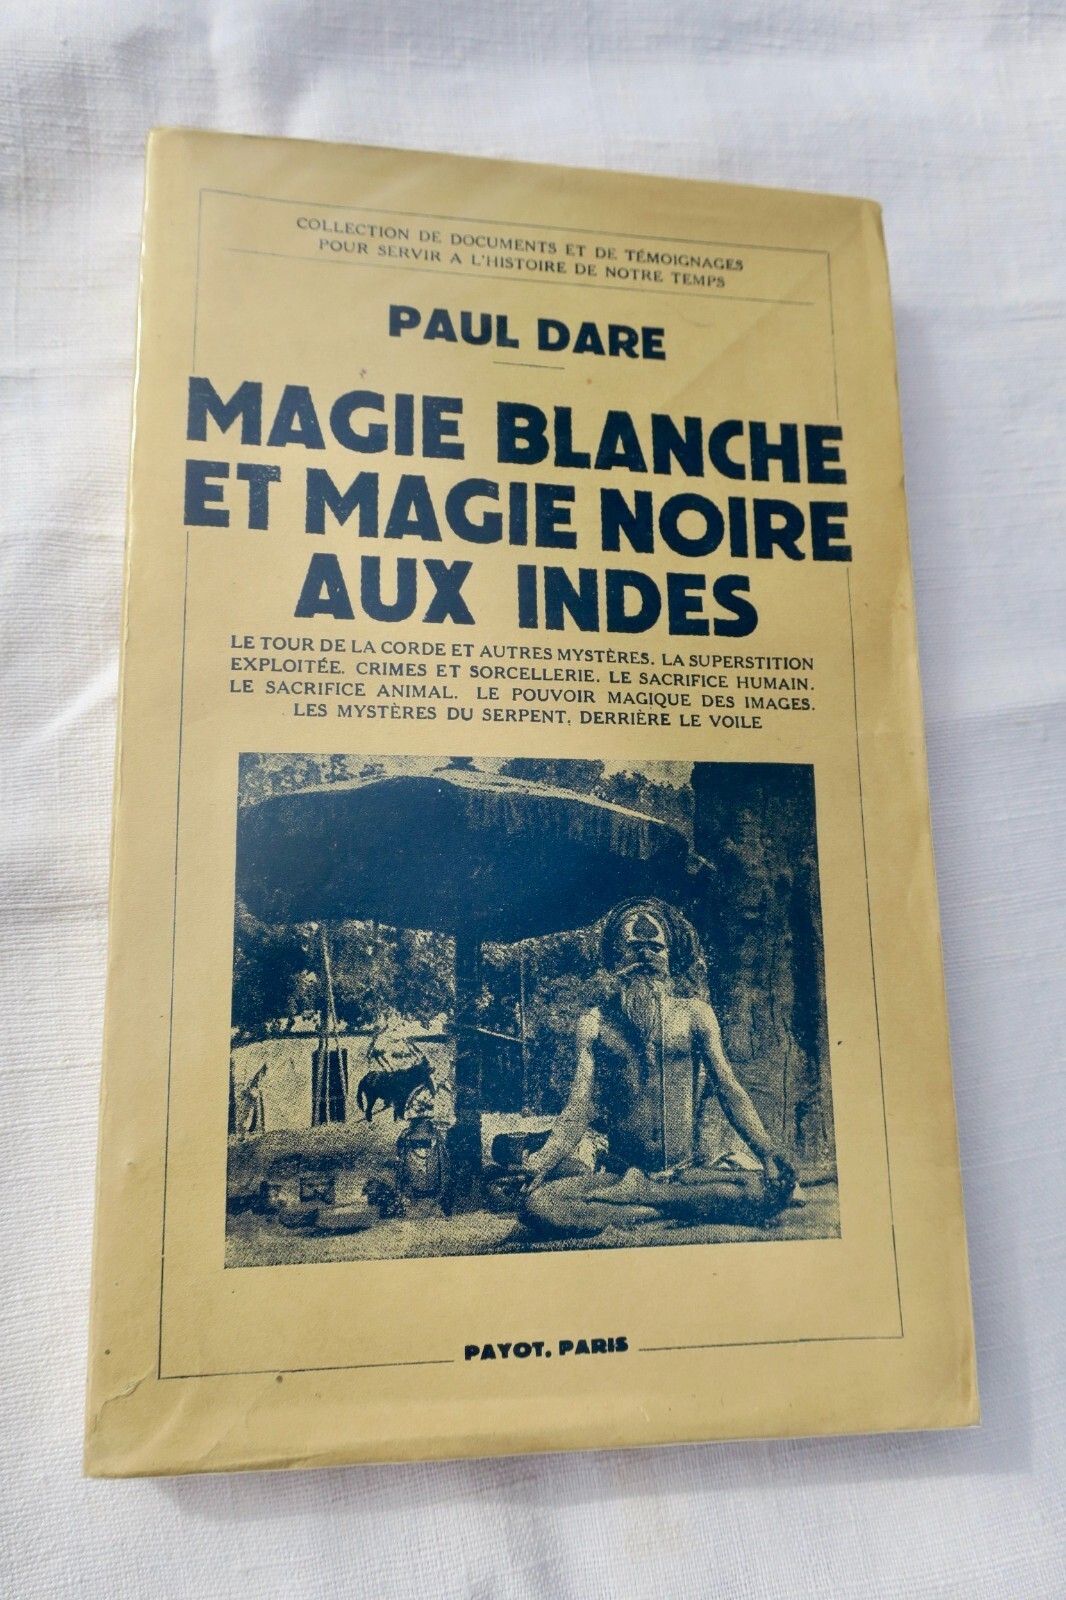 COLLECTION DE DOCUMENTS ET DE TÉMOIGNAGES
POUR SERVIR A L'HISTOIRE DE NOTRE TEMPS
PAUL DARE
MAGIE BLANCHE
ET MAGIE NOIRE
AUX INDES
LE TOUR DE LA CORDE ET AUTRES MYSTÈRES. LA SUPERSTITION
EXPLOITÉE. CRIMES ET SORCELLERIE. LE SACRIFICE HUMAIN.
LE SACRIFICE ANIMAL. LE POUVOIR MAGIQUE DES IMAGES.
LES MYSTÈRES DU SERPENT. DERRIÈRE LE VOILE
PAYOT, PARIS